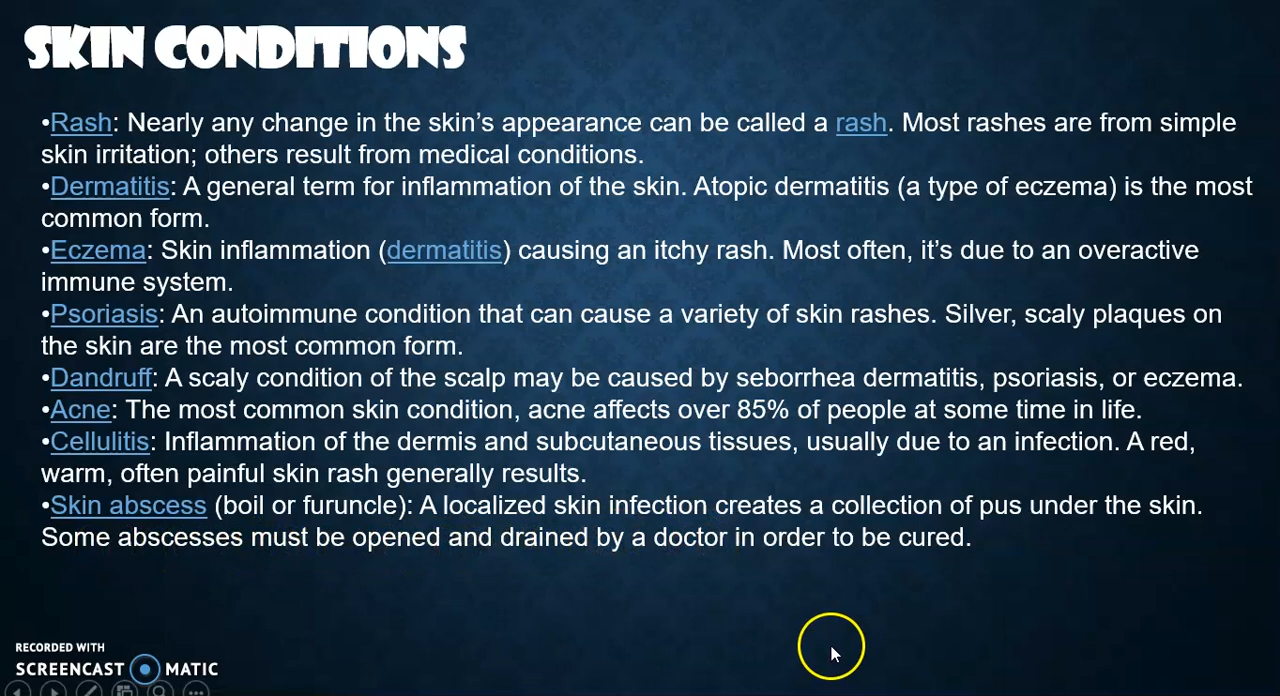 SKIN CONDITIONS
•Rash: Nearly any change in the skin’s appearance can be called a rash. Most rashes are from simple
skin irritation; others result from medical conditions.
•Dermatitis: A general term for inflammation of the skin. Atopic dermatitis (a type of eczema) is the most
common form.
•Eczema: Skin inflammation (dermatitis) causing an itchy rash. Most often, it’s due to an overactive
immune system.
•Psoriasis: An autoimmune condition that can cause a variety of skin rashes. Silver, scaly plaques on
the skin are the most common form.
•Dandruff: A scaly condition of the scalp may be caused by seborrhea dermatitis, psoriasis, or eczema.
•Acne: The most common skin condition, acne affects over 85% of people at some time in life.
•Cellulitis: Inflammation of the dermis and subcutaneous tissues, usually due to an infection. A red,
warm, often painful skin rash generally results.
•Skin abscess (boil or furuncle): A localized skin infection creates a collection of pus under the skin.
Some abscesses must be opened and drained by a doctor in order to be cured.
RECORDED WITH
SCREENCAST MATIC